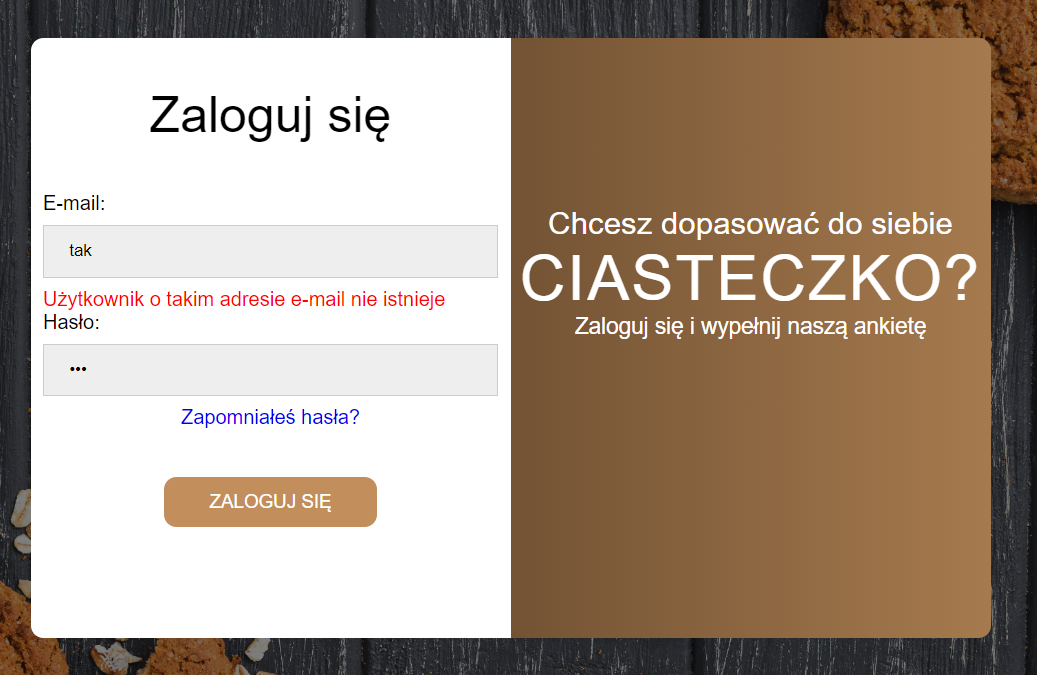 Zaloguj się
E-mail:
tak
Użytkownik o takim adresie e-mail nie istnieje
Hasło:
•••
Zapomniałeś hasła?
ZALOGUJ SIĘ
Chcesz dopasować do siebie
CIASTECZKO?
Zaloguj się i wypełnij naszą ankietę